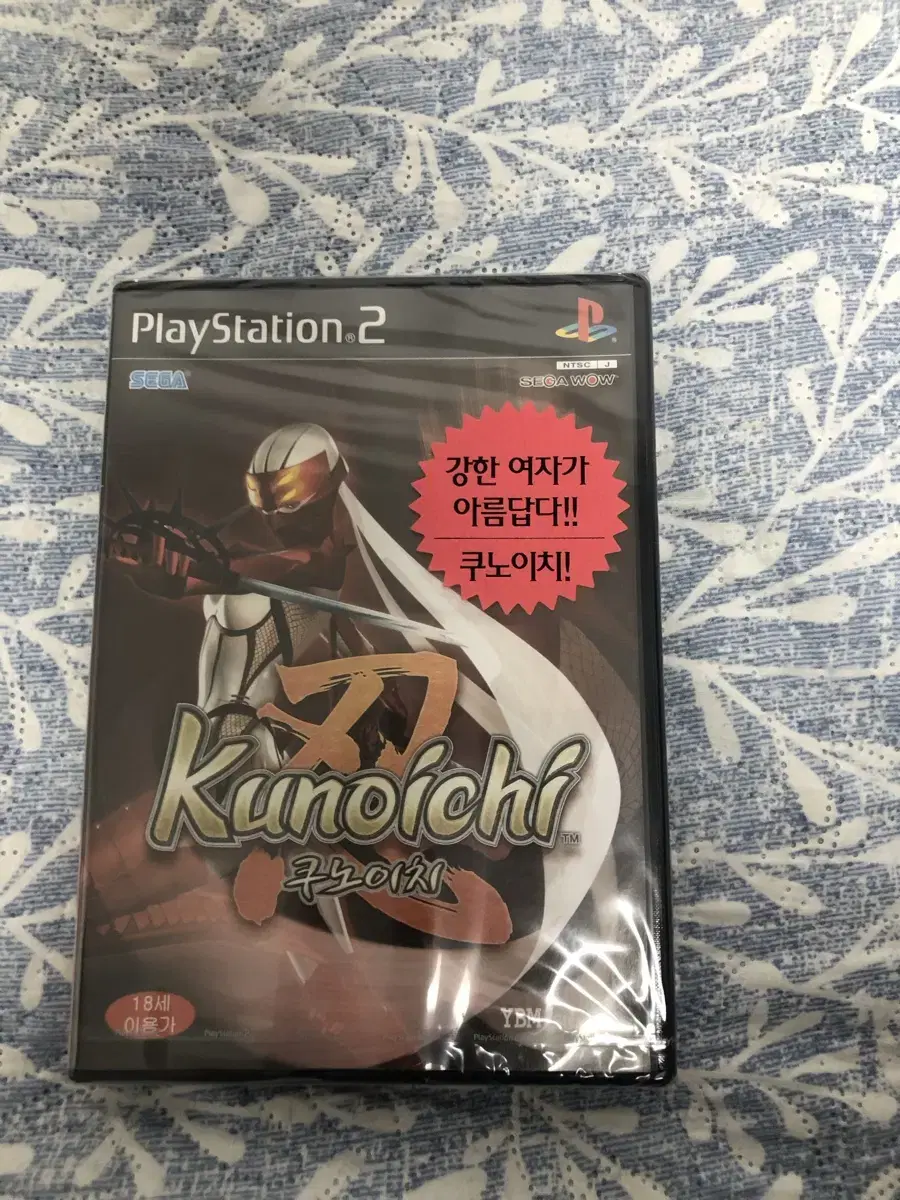 PlayStation®2
NTSC J
SEGA
SEGA WOW
강한 여자가
아름답다!!
쿠노이치!
忍
Kunoichi™
쿠노이치
18세
이용가
YBM